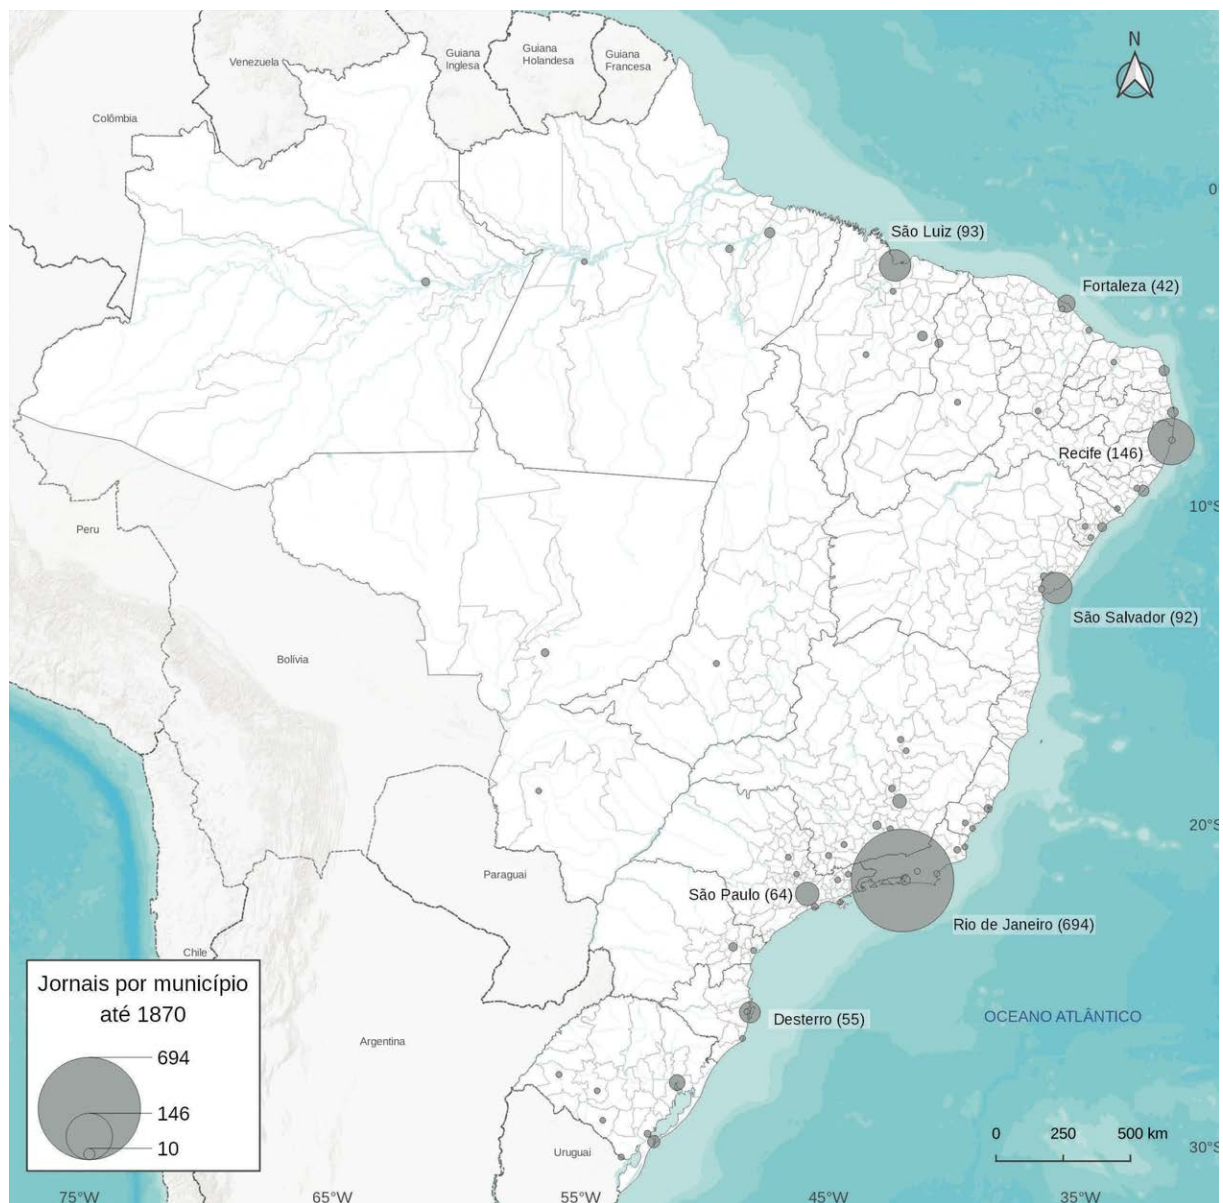 N
Venezuela
Guiana
Inglesa
Guiana
Holandesa
Guiana
Francesa
Colômbia
0
São Luiz (93)
Fortaleza (42)
Recife (146)
10°S
Peru
São Salvador (92)
Bolívia
20°S
Paraguai
São Paulo (64)
Rio de Janeiro (694)
Chile
Jornais por município
até 1870
694
146
10
Desterro (55)
OCEANO ATLÂNTICO
Argentina
0 250 500 km
Uruguai
30°S
75°W 65°W 55°W 45°W 35°W